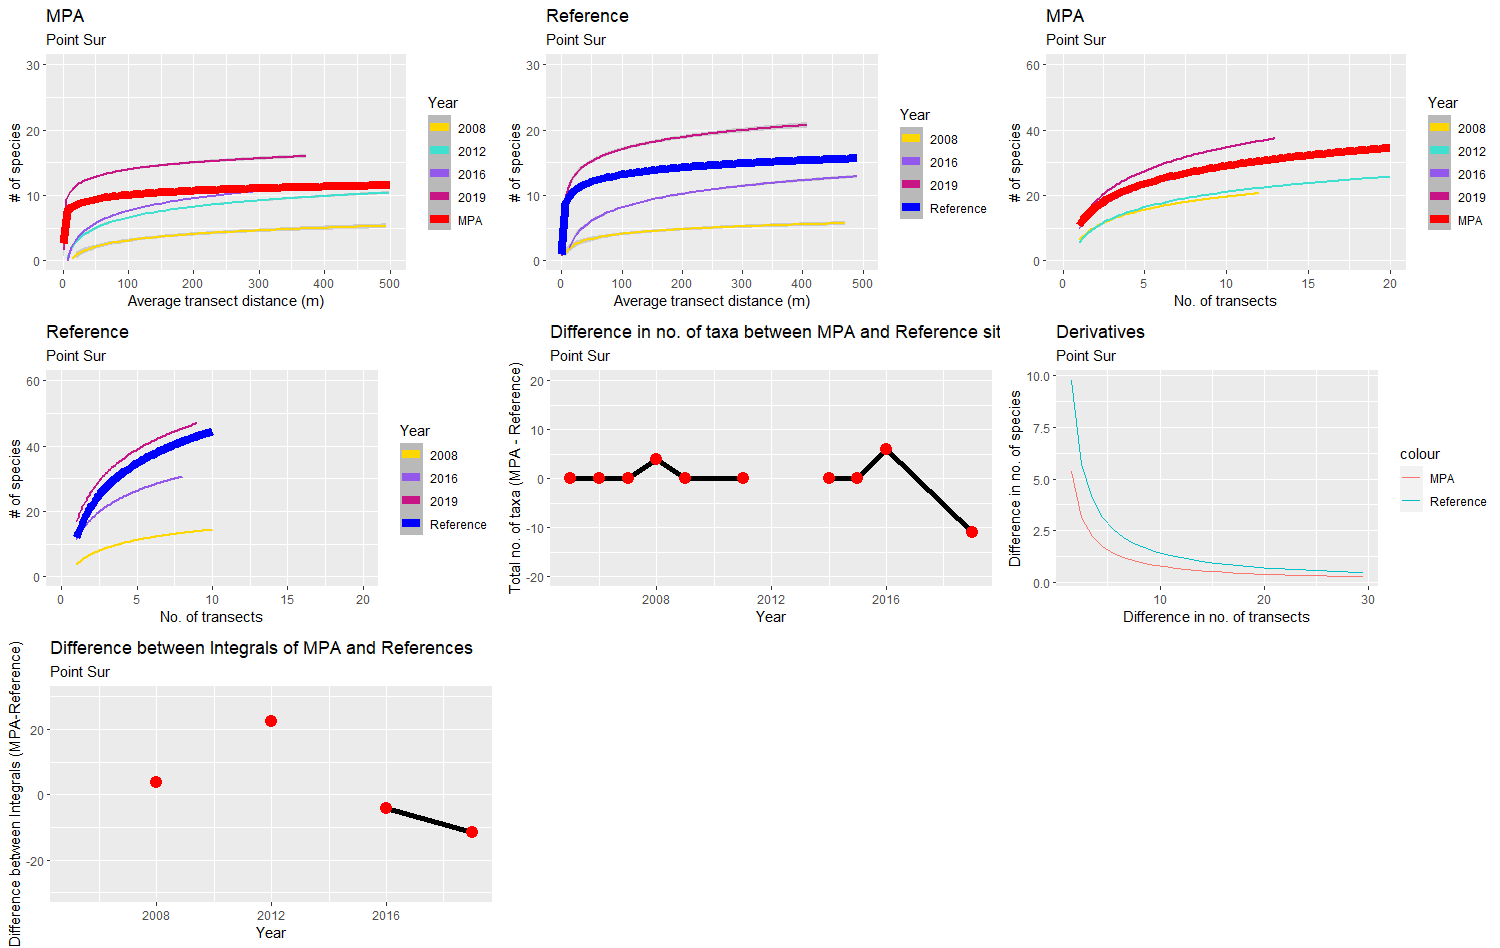 MPA
Point Sur
# of species
30
20
10
0
0 100 200 300 400 500
Average transect distance (m)
Year
2008
2012
2016
2019
MPA
Reference
Point Sur
# of species
30
20
10
0
0 100 200 300 400 500
Average transect distance (m)
Year
2008
2016
2019
Reference
MPA
Point Sur
# of species
60
40
20
0
0 5 10 15 20
No. of transects
Year
2008
2012
2016
2019
MPA
Reference
Point Sur
# of species
60
40
20
0
0 5 10 15 20
No. of transects
Year
2008
2016
2019
Reference
Difference in no. of taxa between MPA and Reference sit
Point Sur
Total no. of taxa (MPA - Reference)
20
10
0
-10
-20
2008 2012 2016
Year
Derivatives
Point Sur
Difference in no. of species
10.0
7.5
5.0
2.5
0.0
10 20 30
Difference in no. of transects
colour
MPA
Reference
Difference between Integrals of MPA and References
Point Sur
Difference between Integrals (MPA-Reference)
20
0
-20
2008 2012 2016
Year